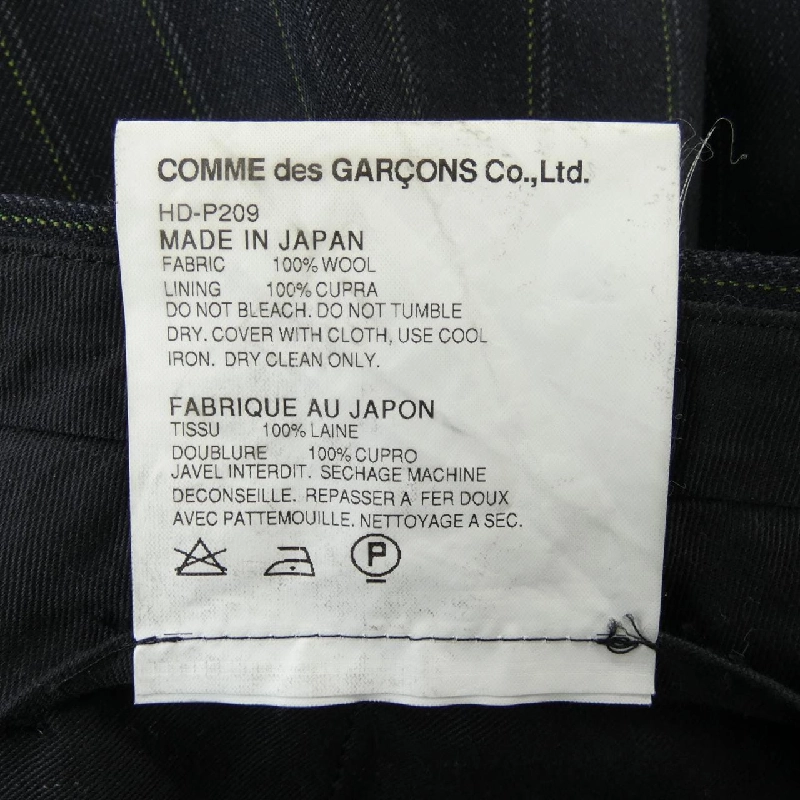 COMME des GARÇONS Co.,Ltd.
HD-P209
MADE IN JAPAN
FABRIC 100% WOOL
LINING 100% CUPRA
DO NOT BLEACH. DO NOT TUMBLE
DRY. COVER WITH CLOTH, USE COOL
IRON. DRY CLEAN ONLY.
FABRIQUE AU JAPON
TISSU 100% LAINE
DOUBLURE 100% CUPRO
JAVEL INTERDIT. SECHAGE MACHINE
DECONSEILLE. REPASSER A FER DOUX
AVEC PATTEMOUILLE. NETTOYAGE A SEC.
P